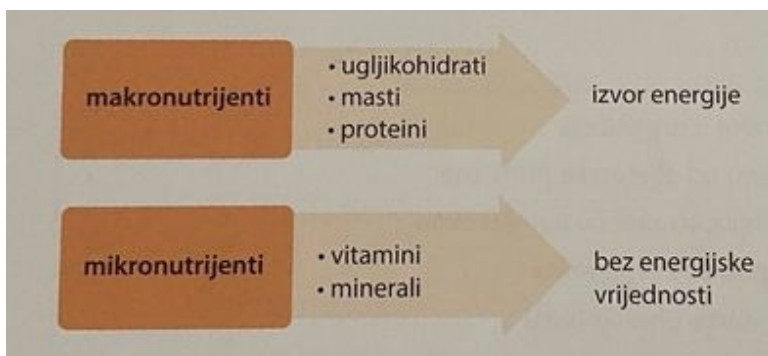 makronutrijenti
• ugljikohidrati
• masti
• proteini
izvor energije
mikronutrijenti
• vitamini
• minerali
bez energijske
vrijednosti